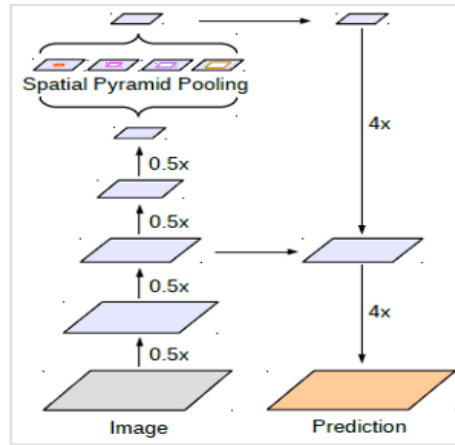 Spatial Pyramid Pooling
4x
0.5x
0.5x
0.5x
4x
0.5x
Image
Prediction